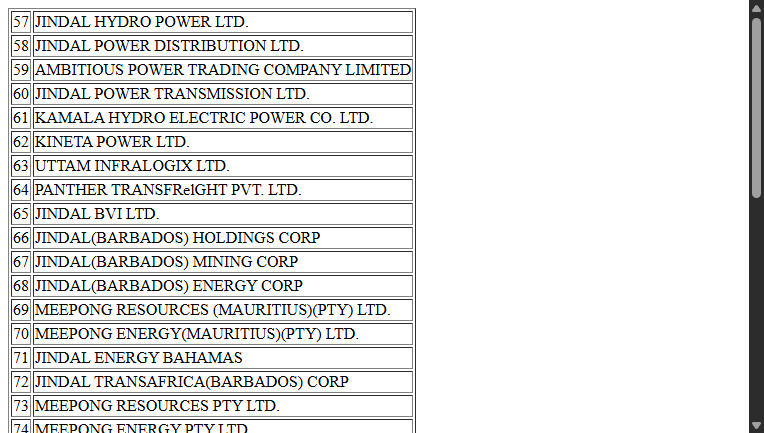 57 JINDAL HYDRO POWER LTD.
58 JINDAL POWER DISTRIBUTION LTD.
59 AMBITIOUS POWER TRADING COMPANY LIMITED
60 JINDAL POWER TRANSMISSION LTD.
61 KAMALA HYDRO ELECTRIC POWER CO. LTD.
62 KINETA POWER LTD.
63 UTTAM INFRALOGIX LTD.
64 PANTHER TRANSFRelGHT PVT. LTD.
65 JINDAL BVI LTD.
66 JINDAL(BARBADOS) HOLDINGS CORP
67 JINDAL(BARBADOS) MINING CORP
68 JINDAL(BARBADOS) ENERGY CORP
69 MEEPONG RESOURCES (MAURITIUS)(PTY) LTD.
70 MEEPONG ENERGY(MAURITIUS)(PTY) LTD.
71 JINDAL ENERGY BAHAMAS
72 JINDAL TRANSAFRICA(BARBADOS) CORP
73 MEEPONG RESOURCES PTY LTD.
74 MEEPONG ENERGY PTY LTD.